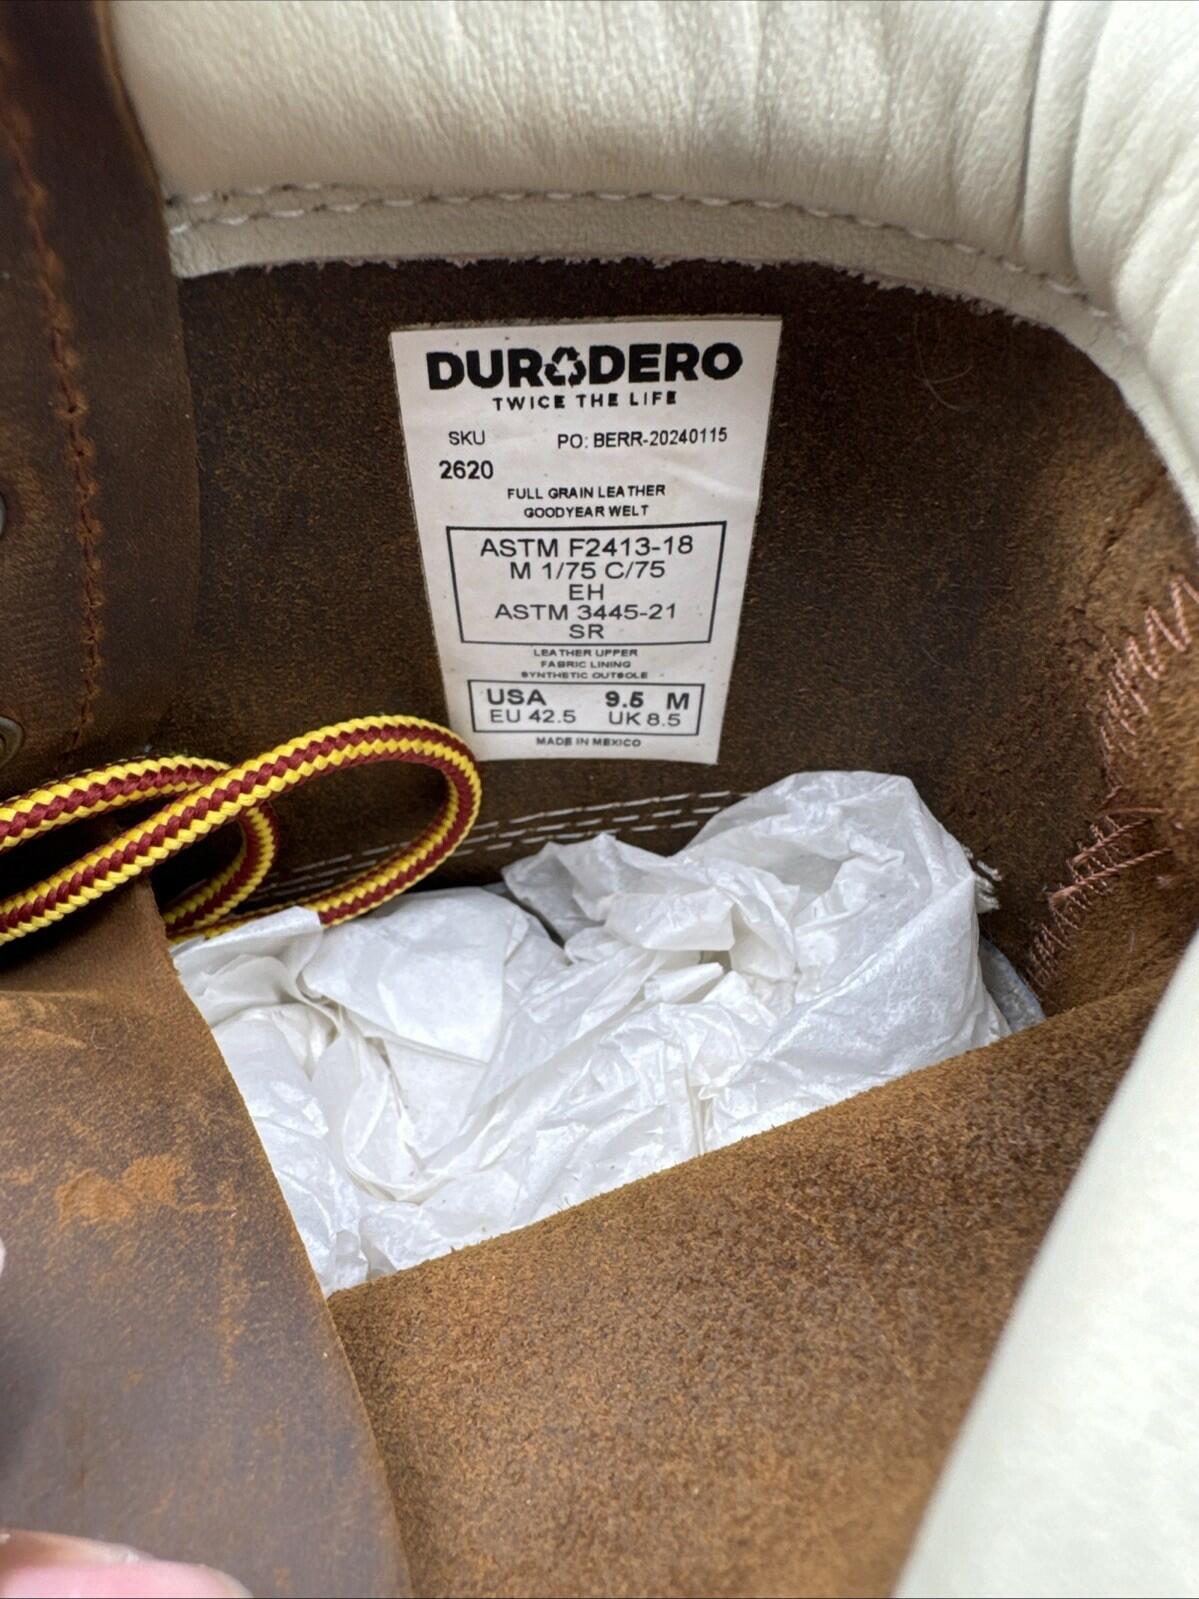 DURADERO
TWICE THE LIFE
SKU PO: BERR-20240115
2620
FULL GRAIN LEATHER
GOODYEAR WELT
ASTM F2413-18
M 1/75 C/75
EH
ASTM 3445-21
SR
LEATHER UPPER
FABRIC LINING
SYNTHETIC OUTSOLE
USA 9.5 M
EU 42.5 UK 8.5
MADE IN MEXICO